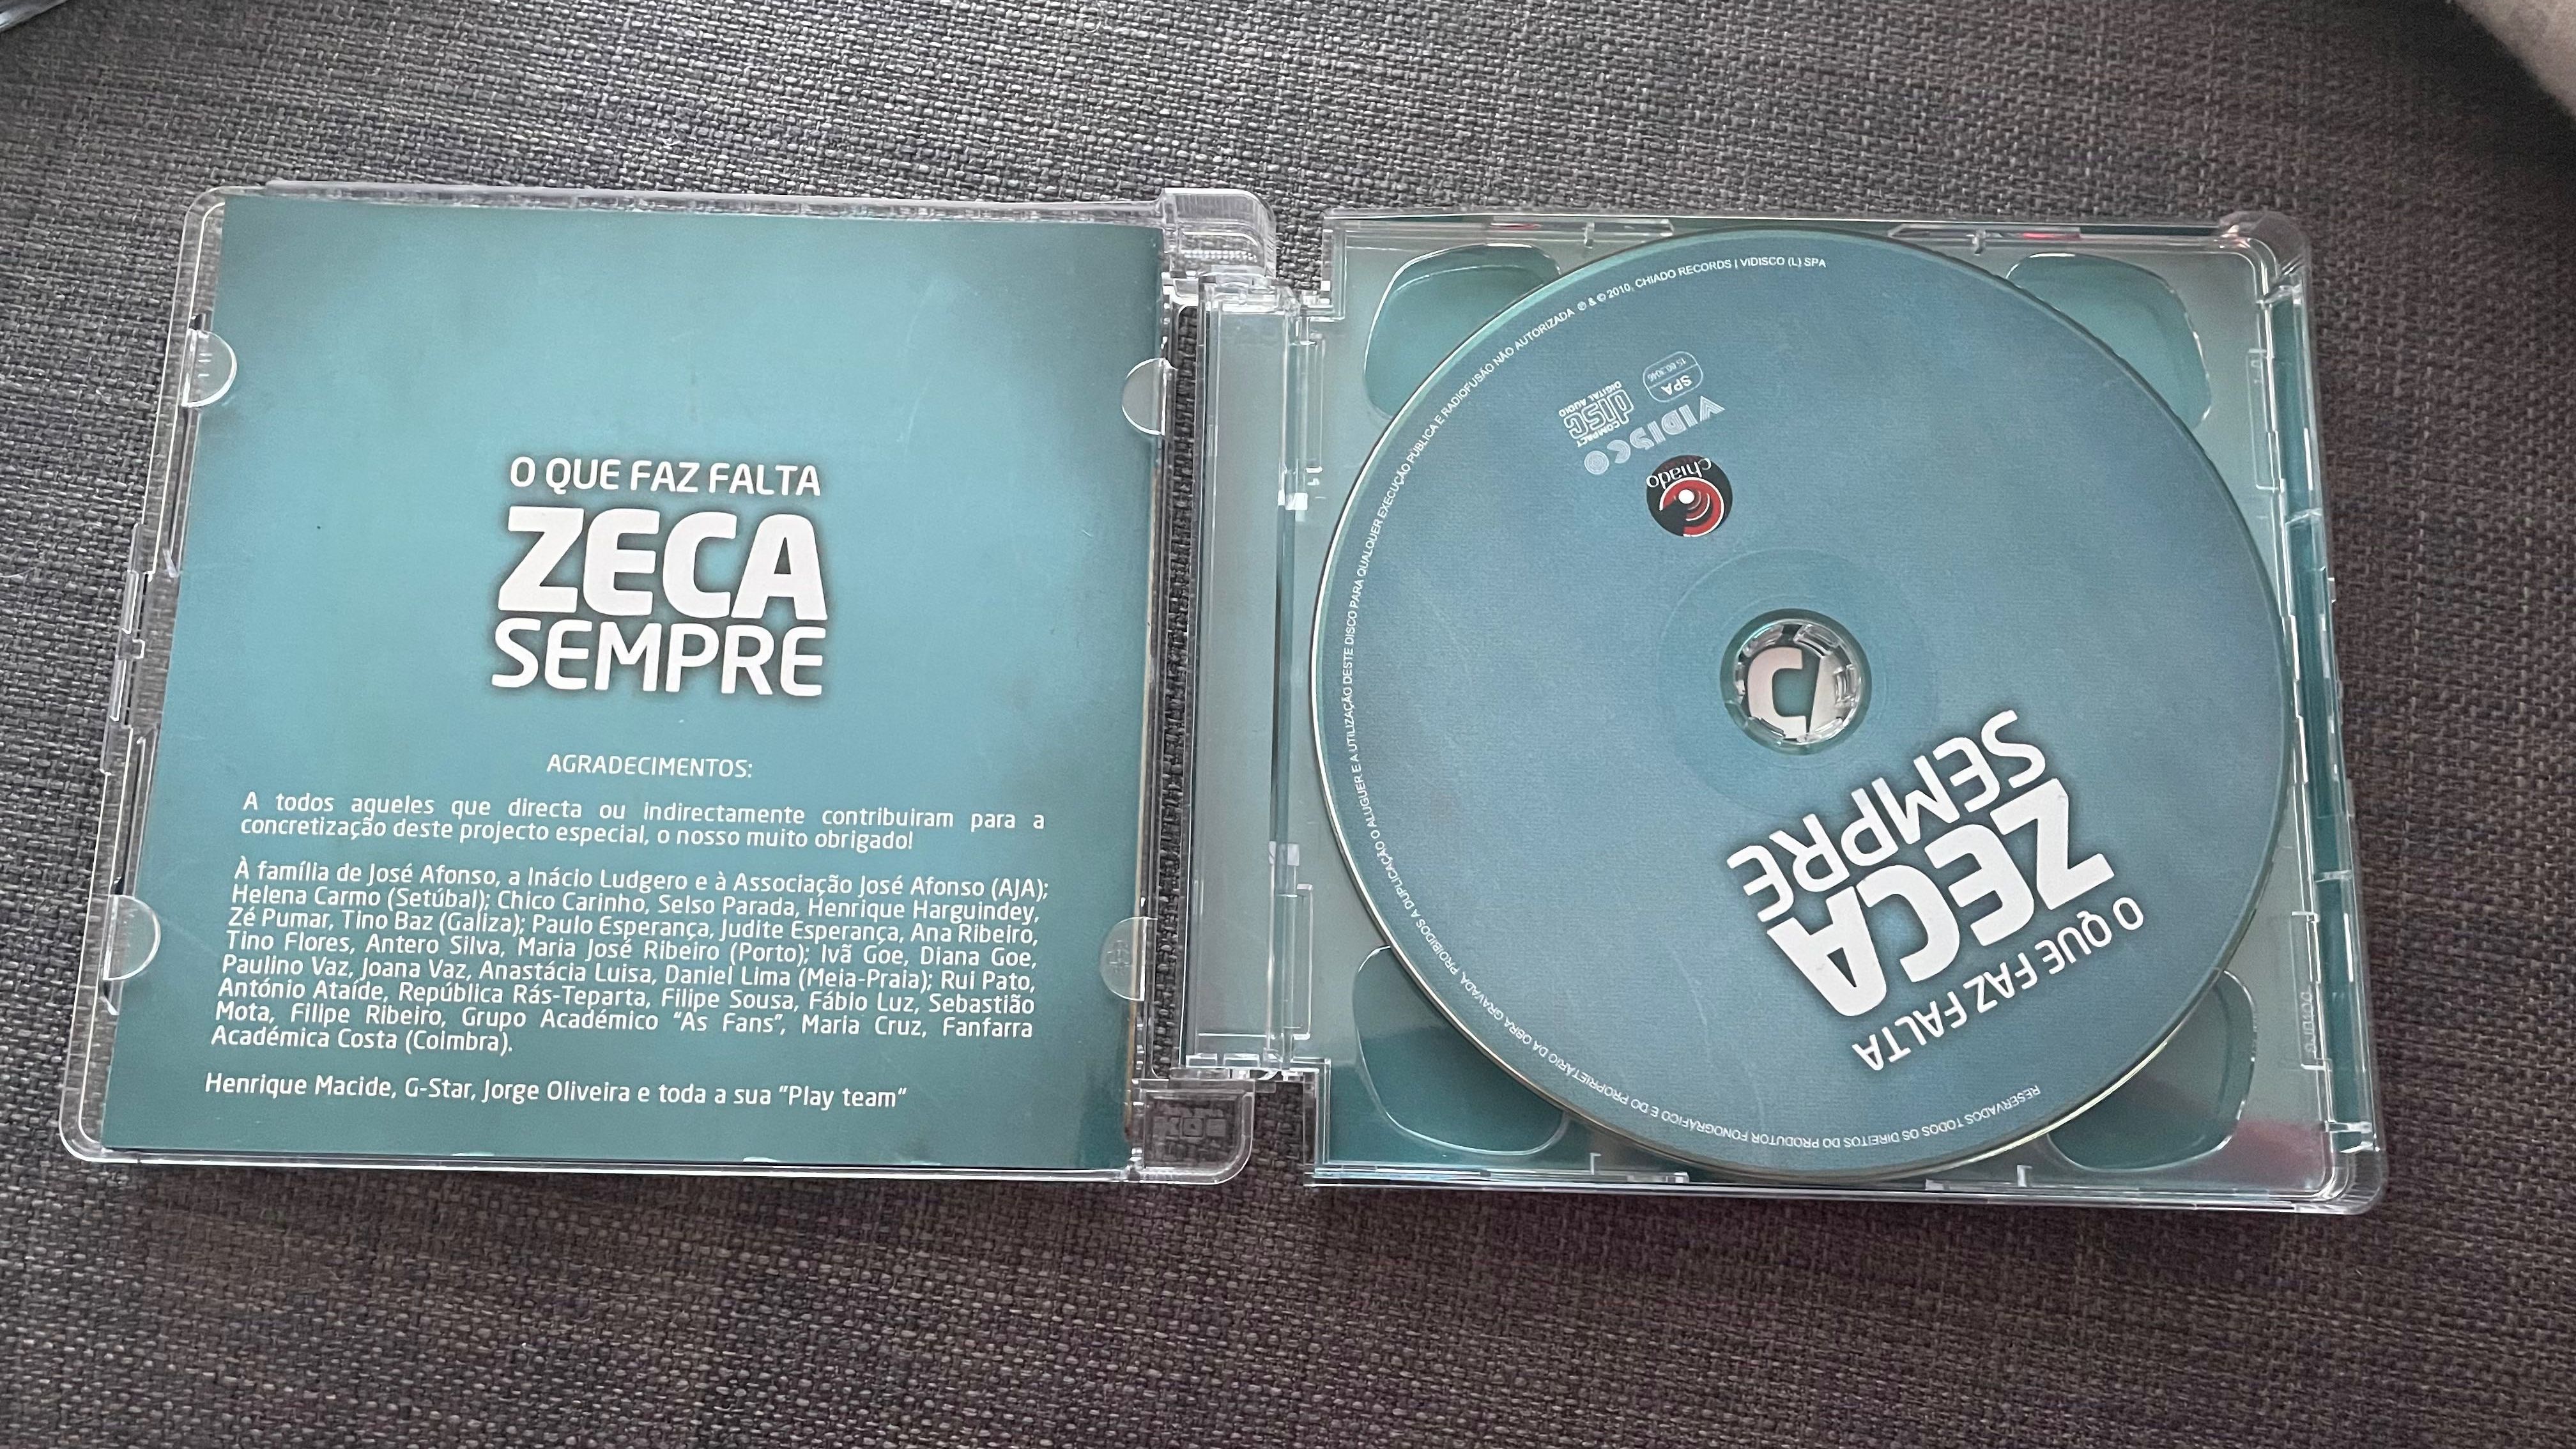 O QUE FAZ FALTA
ZECA
SEMPRE
AGRADECIMENTOS:
A todos aqueles que directa ou indirectamente contribuiram para a
concretização deste projecto especial, o nosso muito obrigado!
À família de José Afonso, a Inácio Ludgero e à Associação José Afonso (AJA);
Helena Carmo (Setúbal); Chico Carinho, Selso Parada, Henrique Harguindey,
Zé Pumar, Tino Baz (Galiza); Paulo Esperança, Judite Esperança, Ana Ribeiro,
Tino Flores, Antero Silva, Maria José Ribeiro (Porto); Ivã Goe, Diana Goe,
Paulino Vaz, Joana Vaz, Anastácia Luisa, Daniel Lima (Meia-Praia); Rui Pato,
António Ataíde, República Rás-Teparta, Filipe Sousa, Fábio Luz, Sebastião
Mota, Filipe Ribeiro, Grupo Académico “As Fans”, Maria Cruz, Fanfarra
Académica Costa (Coimbra).
Henrique Macide, G-Star, Jorge Oliveira e toda a sua "Play team"
O QUE FAZ FALTA
ZECA
SEMPRE
chiado
VIDISCO
COMPACT
disc
DIGITAL AUDIO
SPA
RESERVADOS TODOS OS DIREITOS DO PRODUTOR FONOGRÁFICO E DO PROPRIETÁRIO DA OBRA GRAVADA, PROIBIDOS A DUPLICAÇÃO O ALUGUER E A UTILIZAÇÃO DESTE DISCO PARA QUALQUER EXECUÇÃO PÚBLICA E RADIOFUSÃO NÃO AUTORIZADA ℗ & © 2010, CHIADO RECORDS | VIDISCO (L) SPA